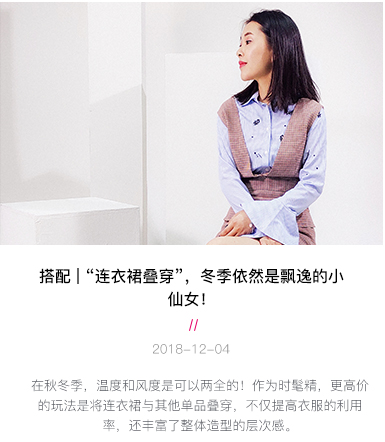 搭配 | “连衣裙叠穿”，冬季依然是飘逸的小
仙女！
//
2018-12-04
在秋冬季，温度和风度是可以两全的！作为时髦精，更高价
的玩法是将连衣裙与其他单品叠穿，不仅提高衣服的利用
率，还丰富了整体造型的层次感。